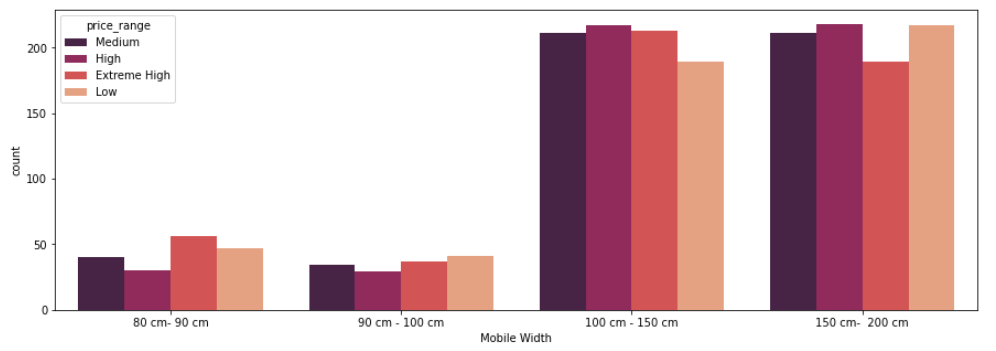 price_range
Medium
High
Extreme High
Low
200
150
100
50
0
count
80 cm- 90 cm
90 cm - 100 cm
100 cm - 150 cm
150 cm-  200 cm
Mobile Width